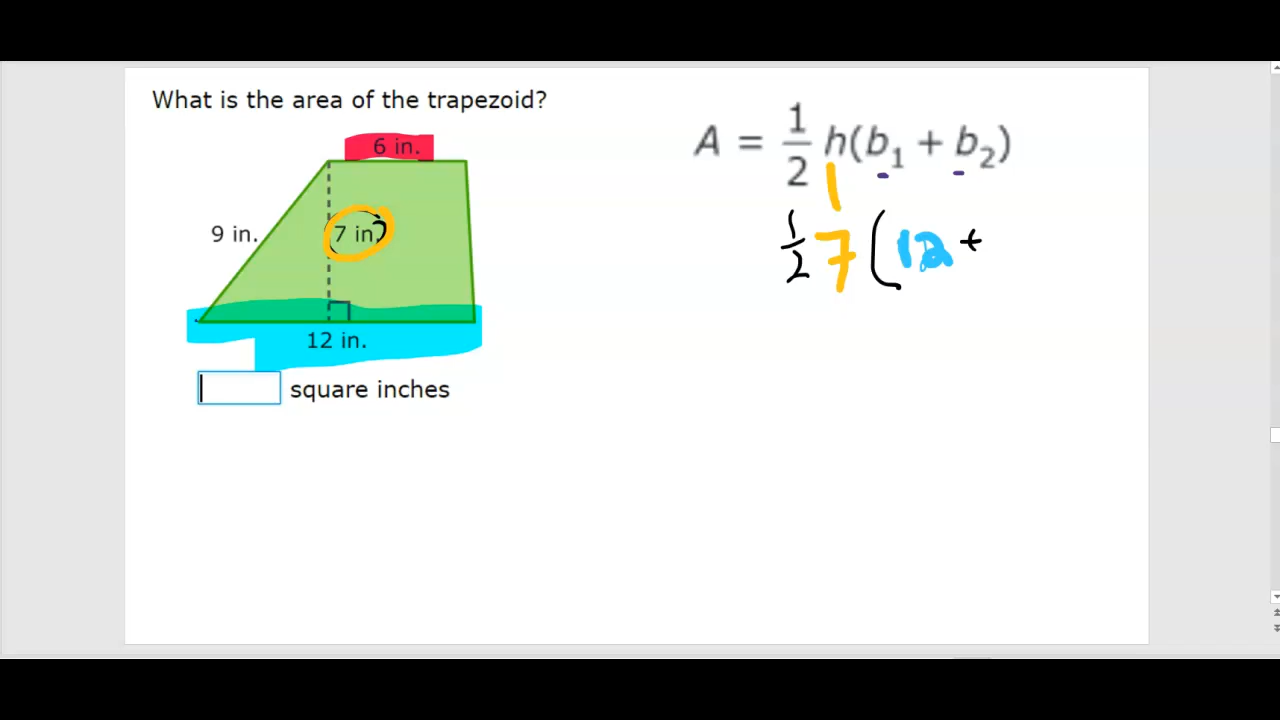 What is the area of the trapezoid?
6 in.
A = 1/2 h(b₁ + b₂)
9 in.
7 in.
1/2 7 (12 +
12 in.
square inches